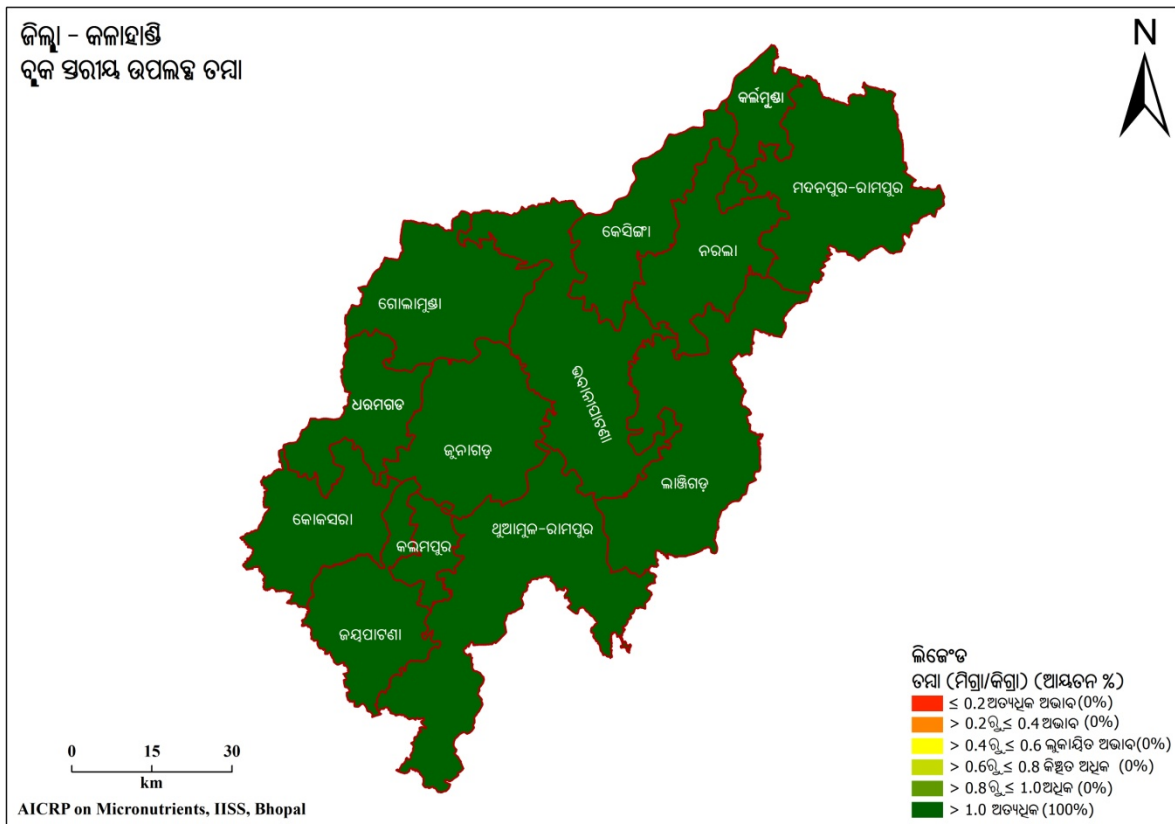 ଜିଲ୍ଲା - କଳାହାଣ୍ଡି
ବ୍ଲକ ସ୍ତରୀୟ ଉପଲବ୍ଧ ତମ୍ବା
N
କର୍ଲମୁଣ୍ଡା
ମଦନପୁର-ରାମପୁର
କେସିଙ୍ଗା
ନରଲା
ଗୋଲାମୁଣ୍ଡା
ଭବାନୀପାଟଣା
ଧରମଗଡ
ଜୁନାଗଡ଼
ଲାଞ୍ଜିଗଡ଼
କୋକସରା
ଥୁଆମୁଳ-ରାମପୁର
କଲମପୁର
ଜୟପାଟଣା
ଲିଜେଂଡ
ତମ୍ବା (ମିଗ୍ରା/କିଗ୍ରା) (ଆୟତନ %)
≤ 0.2 ଅତ୍ୟଧିକ ଅଭାବ (0%)
> 0.2 ରୁ ≤ 0.4 ଅଭାବ (0%)
> 0.4 ରୁ ≤ 0.6 ଲୁକାୟିତ ଅଭାବ (0%)
> 0.6 ରୁ ≤ 0.8 କିଞ୍ଚିତ ଅଧିକ (0%)
> 0.8 ରୁ ≤ 1.0 ଅଧିକ (0%)
> 1.0 ଅତ୍ୟଧିକ (100%)
0 15 30
km
AICRP on Micronutrients, IISS, Bhopal